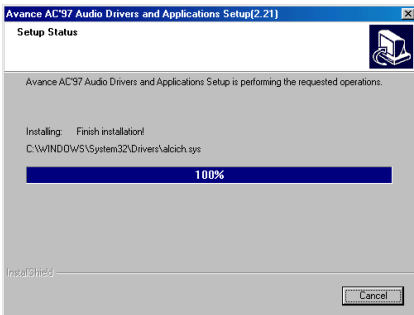 Avance AC'97 Audio Drivers and Applications Setup(2.21)
Setup Status
Avance AC'97 Audio Drivers and Applications Setup is performing the requested operations.
Installing: Finish installation!
C:\WINDOWS\System32\Drivers\alcich.sys
100%
InstallShield
Cancel